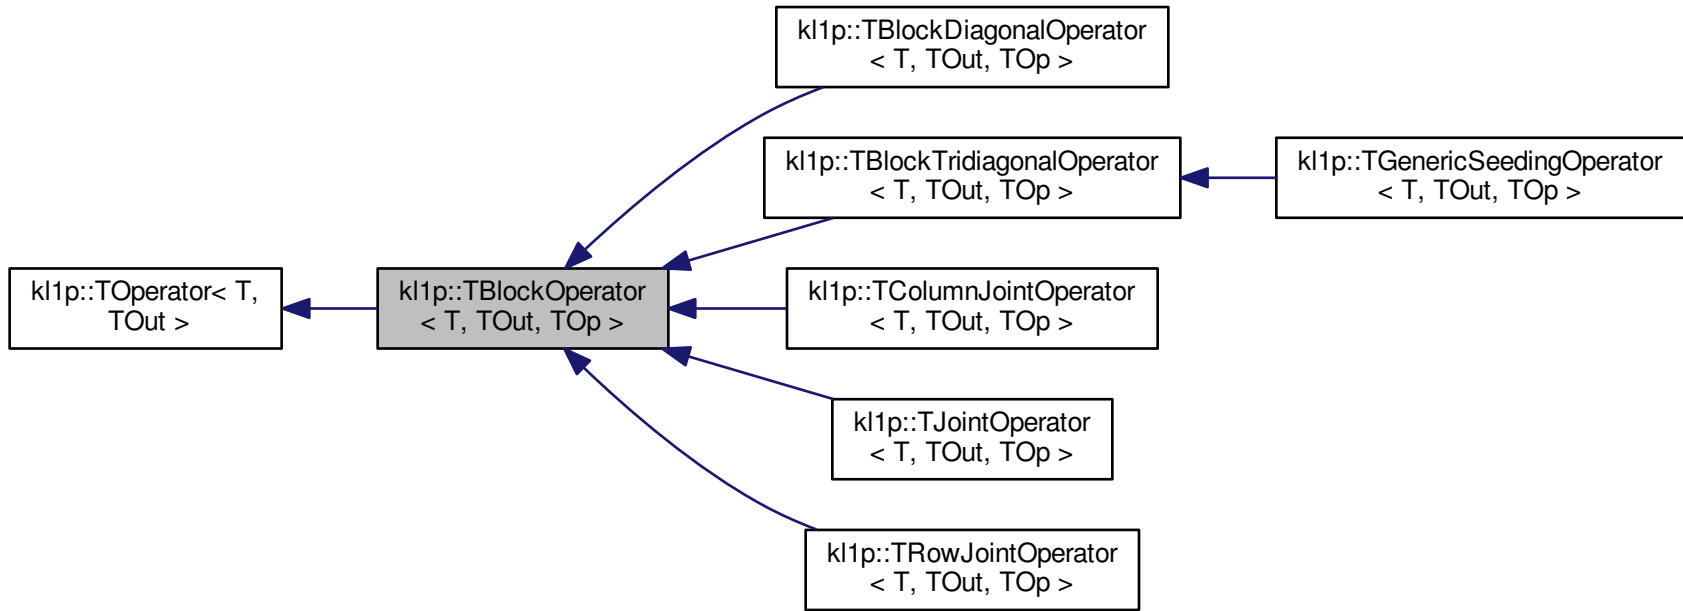 kl1p::TBlockDiagonalOperator
< T, TOut, TOp >
kl1p::TBlockTridiagonalOperator
< T, TOut, TOp >
kl1p::TGenericSeedingOperator
< T, TOut, TOp >
kl1p::TOperator< T,
TOut >
kl1p::TBlockOperator
< T, TOut, TOp >
kl1p::TColumnJointOperator
< T, TOut, TOp >
kl1p::TJointOperator
< T, TOut, TOp >
kl1p::TRowJointOperator
< T, TOut, TOp >